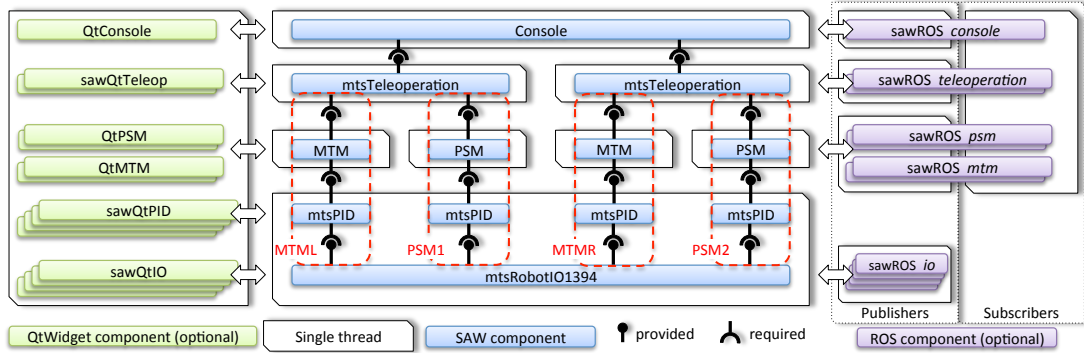 QtConsole
Console
sawROS console
sawQtTeleop
mtsTeleoperation
mtsTeleoperation
sawROS teleoperation
QtPSM
MTM
PSM
MTM
PSM
sawROS psm
QtMTM
sawROS mtm
sawQtPID
mtsPID
mtsPID
mtsPID
mtsPID
MTML
PSM1
MTMR
PSM2
sawQtIO
mtsRobotIO1394
sawROS io
Publishers
Subscribers
QtWidget component (optional)
Single thread
SAW component
provided
required
ROS component (optional)